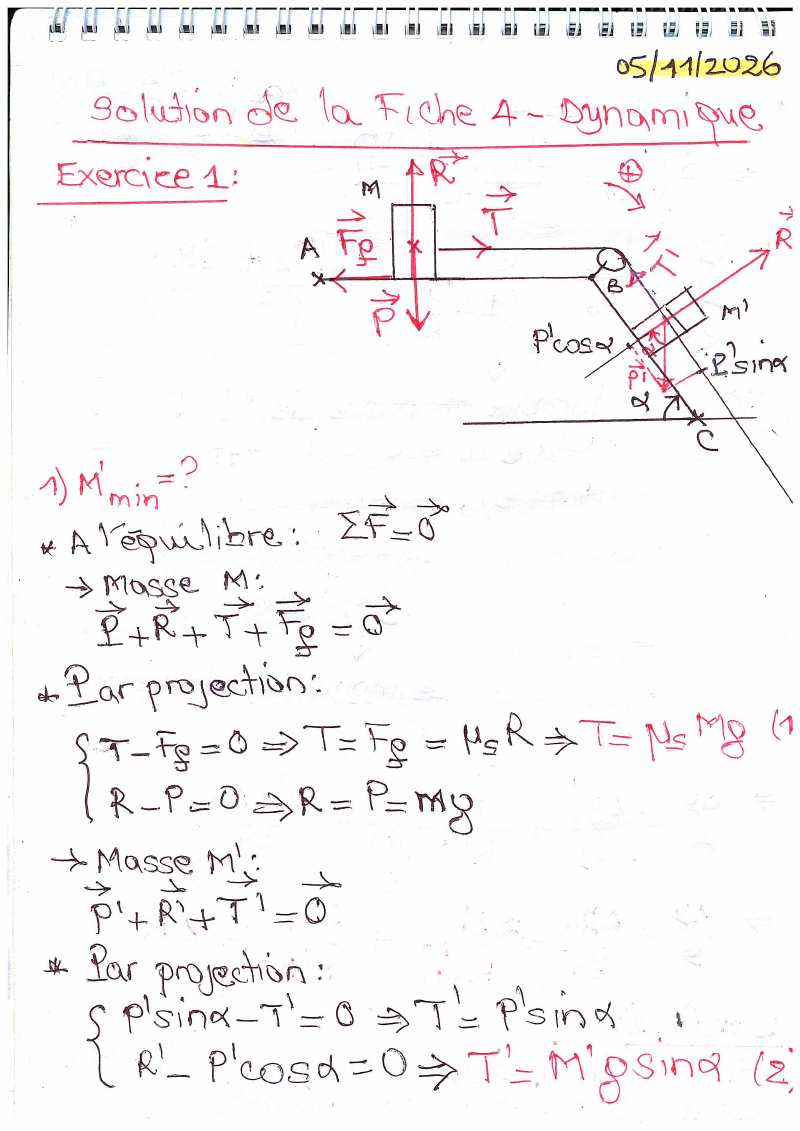 05/11/2026
Solution de la Fiche 4 - Dynamique
Exercice 1:
M
R⃗
⊕
T⃗
F⃗g
A
R⃗
T⃗'
B
P⃗
M'
P'cosα
P'sinα
P⃗'
α
C
1) M'min = ?
* A l'équilibre: ΣF⃗ = 0⃗
→ Masse M:
P⃗ + R⃗ + T⃗ + F⃗g = 0⃗
* Par projection:
T - Fg = 0 ⇒ T = Fg = μs R ⇒ T = μs Mg (1
R - P = 0 ⇒ R = P = mg
→ Masse M':
P⃗' + R⃗' + T⃗' = 0⃗
* Par projection:
P'sinα - T' = 0 ⇒ T' = P'sinα
R' - P'cosα = 0 ⇒ T' = M'g sinα (2)